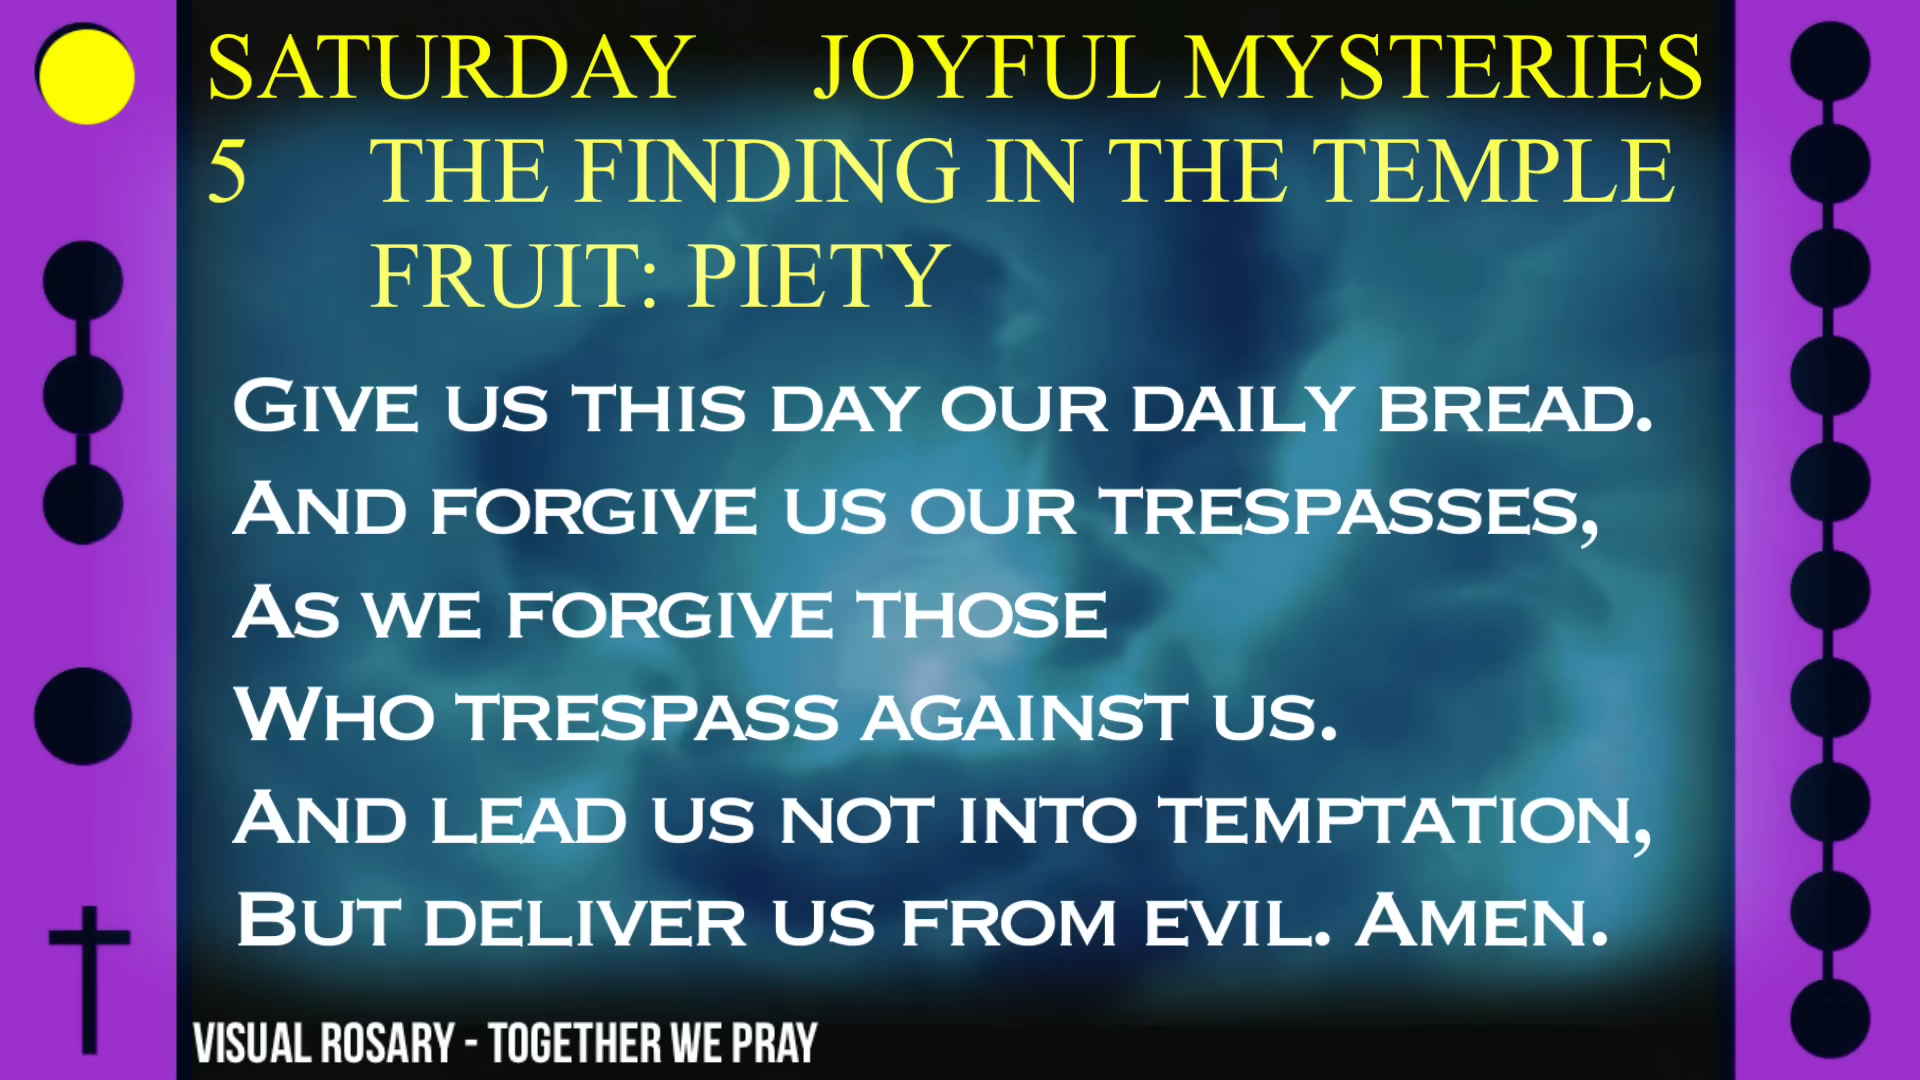 SATURDAY JOYFUL MYSTERIES
5 THE FINDING IN THE TEMPLE
FRUIT: PIETY
GIVE US THIS DAY OUR DAILY BREAD.
AND FORGIVE US OUR TRESPASSES,
AS WE FORGIVE THOSE
WHO TRESPASS AGAINST US.
AND LEAD US NOT INTO TEMPTATION,
BUT DELIVER US FROM EVIL. AMEN.
VISUAL ROSARY - TOGETHER WE PRAY